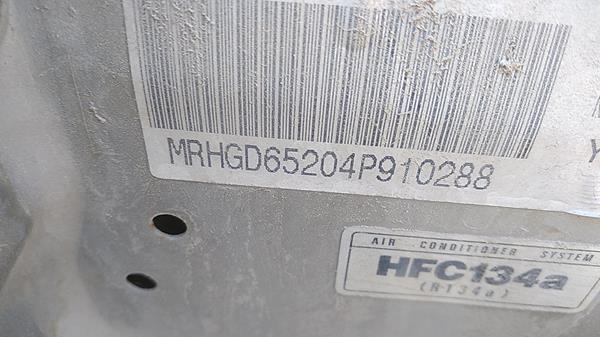 MRHGD65204P910288
AIR CONDITIONER SYSTEM
HFC134a
(R134a)